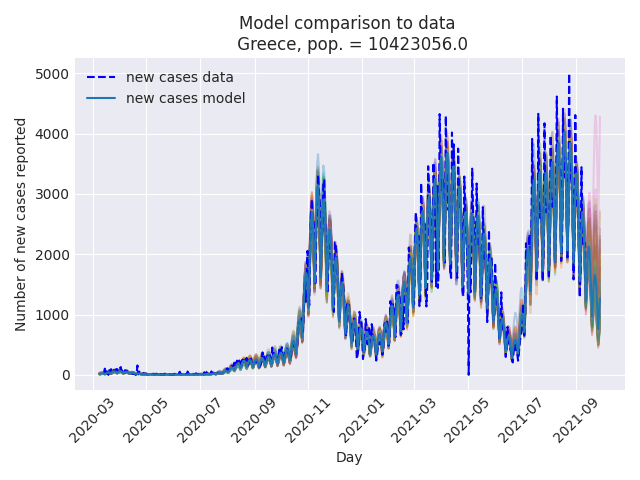 Model comparison to data
Greece, pop. = 10423056.0
new cases data
new cases model
Number of new cases reported
5000
4000
3000
2000
1000
0
2020-03
2020-05
2020-07
2020-09
2020-11
2021-01
2021-03
2021-05
2021-07
2021-09
Day